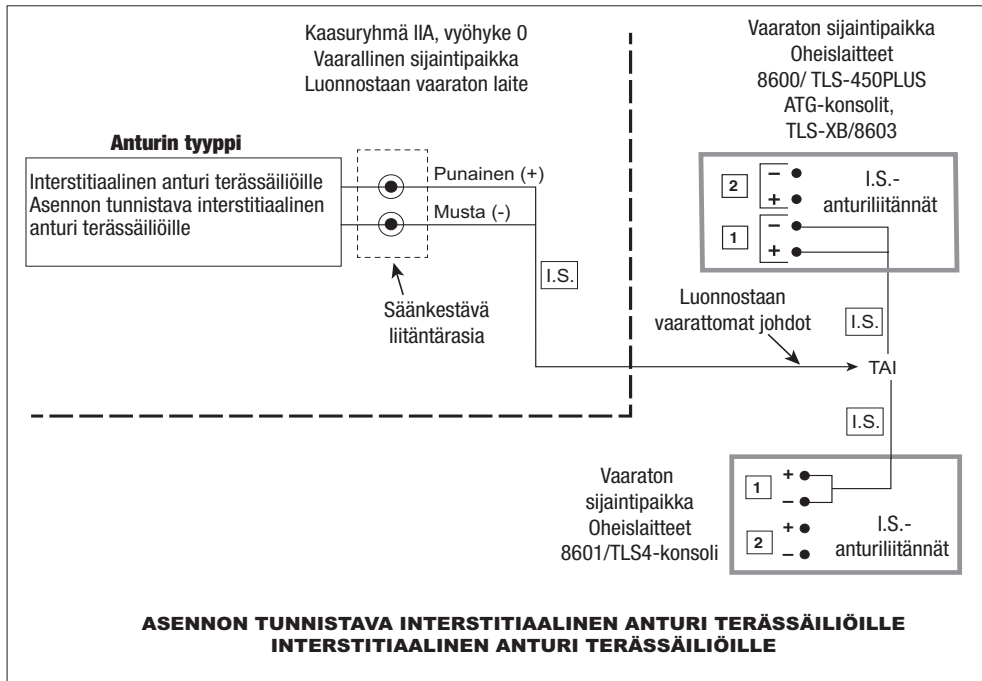 Kaasuryhmä IIA, vyöhyke 0
Vaarallinen sijaintipaikka
Luonnostaan vaaraton laite
Vaaraton sijaintipaikka
Oheislaitteet
8600/ TLS-450PLUS
ATG-konsolit,
TLS-XB/8603
Anturin tyyppi
Interstitiaalinen anturi terässäiliöille
Asennon tunnistava interstitiaalinen
anturi terässäiliöille
Punainen (+)
Musta (-)
I.S.
Säänkestävä
liitäntärasia
2
–
+
1
–
+
I.S.-
anturiliitännät
Luonnostaan
vaarattomat johdot
I.S.
TAI
I.S.
Vaaraton
sijaintipaikka
Oheislaitteet
8601/TLS4-konsoli
1
+
–
2
+
–
I.S.-
anturiliitännät
ASENNON TUNNISTAVA INTERSTITIAALINEN ANTURI TERÄSSÄILIÖILLE
INTERSTITIAALINEN ANTURI TERÄSSÄILIÖILLE